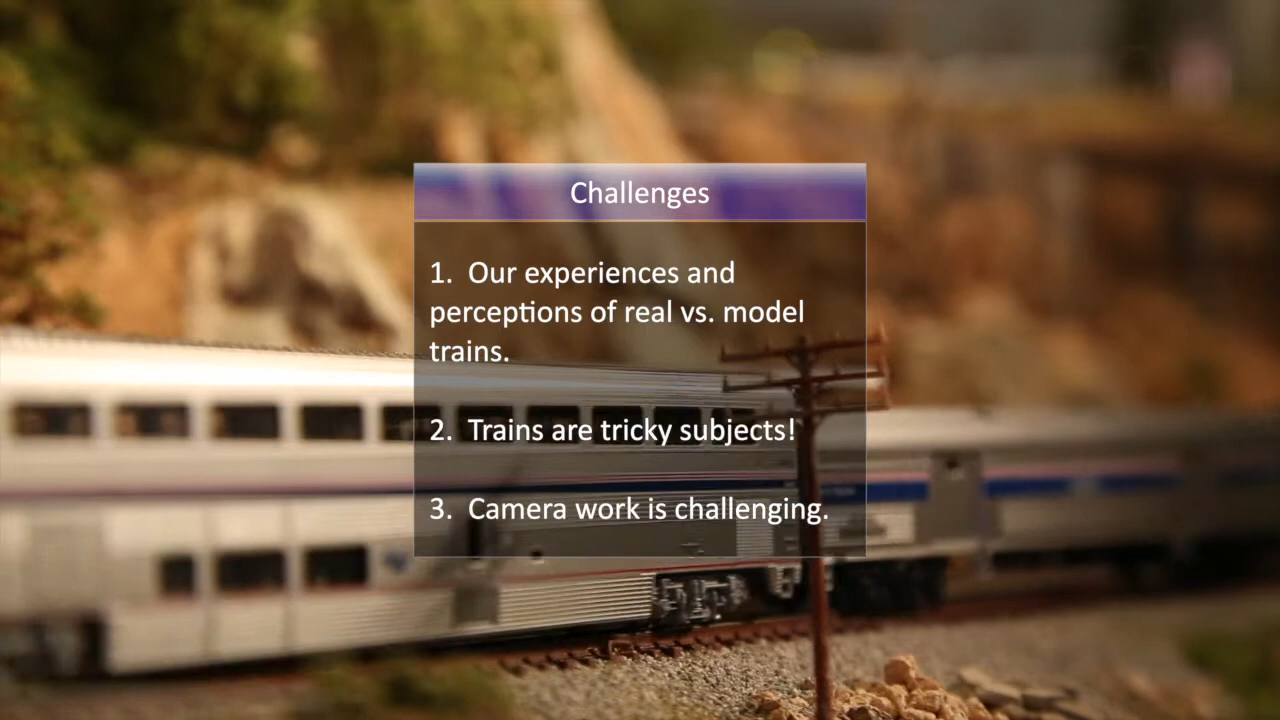 Challenges
1. Our experiences and
perceptions of real vs. model
trains.
2. Trains are tricky subjects!
3. Camera work is challenging.